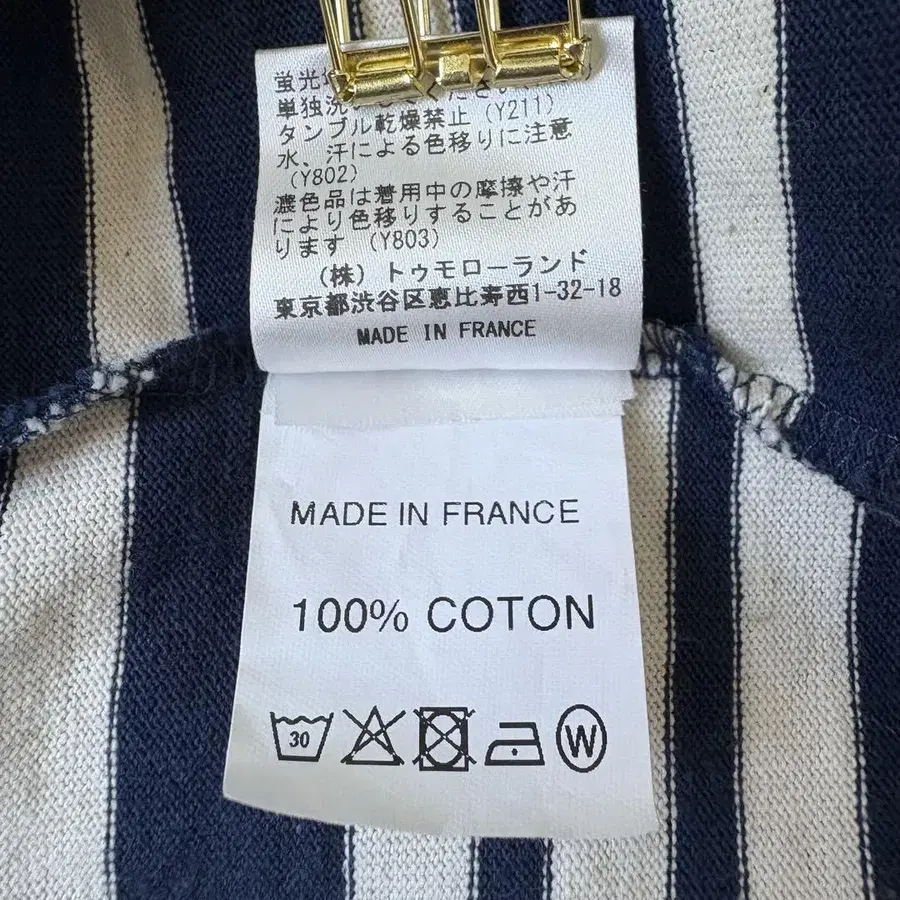 蛍光
単独洗
タンブル乾燥禁止(Y211)
水、汗による色移りに注意
(Y802)
濃色品は着用中の摩擦や汗
により色移りすることがあ
ります (Y803)
(株) トゥモローランド
東京都渋谷区恵比寿西1-32-18
MADE IN FRANCE
MADE IN FRANCE
100% COTON
30
W